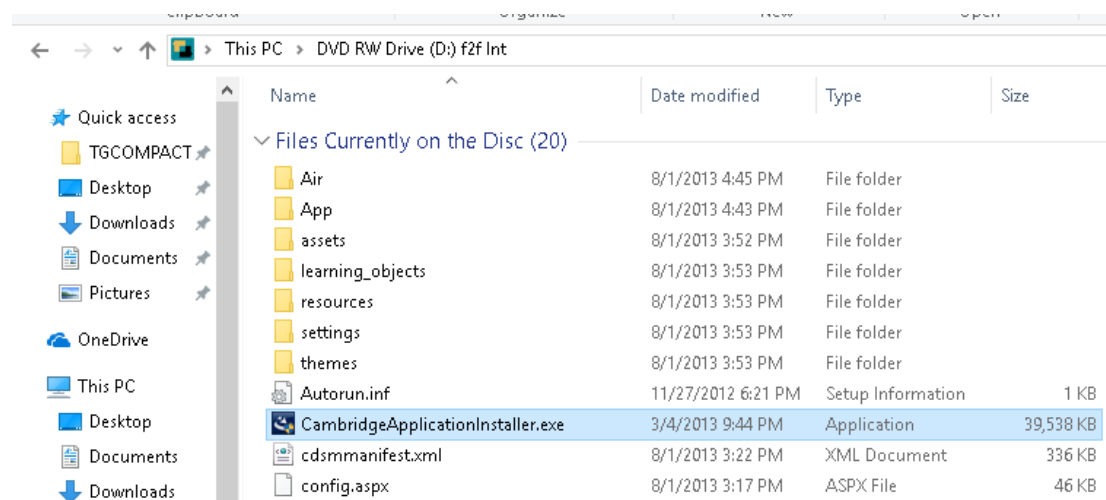 Clipboard Organize New Open
This PC > DVD RW Drive (D:) f2f Int
Name Date modified Type Size
Quick access
Files Currently on the Disc (20)
TGCOMPACT
Air 8/1/2013 4:45 PM File folder
Desktop
App 8/1/2013 4:43 PM File folder
Downloads
assets 8/1/2013 3:52 PM File folder
Documents
learning_objects 8/1/2013 3:53 PM File folder
Pictures
resources 8/1/2013 3:53 PM File folder
settings 8/1/2013 3:53 PM File folder
OneDrive
themes 8/1/2013 3:53 PM File folder
This PC
Autorun.inf 11/27/2012 6:21 PM Setup Information 1 KB
Desktop
CambridgeApplicationInstaller.exe 3/4/2013 9:44 PM Application 39,538 KB
Documents
cdsmmanifest.xml 8/1/2013 3:22 PM XML Document 336 KB
Downloads
config.aspx 8/1/2013 3:17 PM ASPX File 46 KB